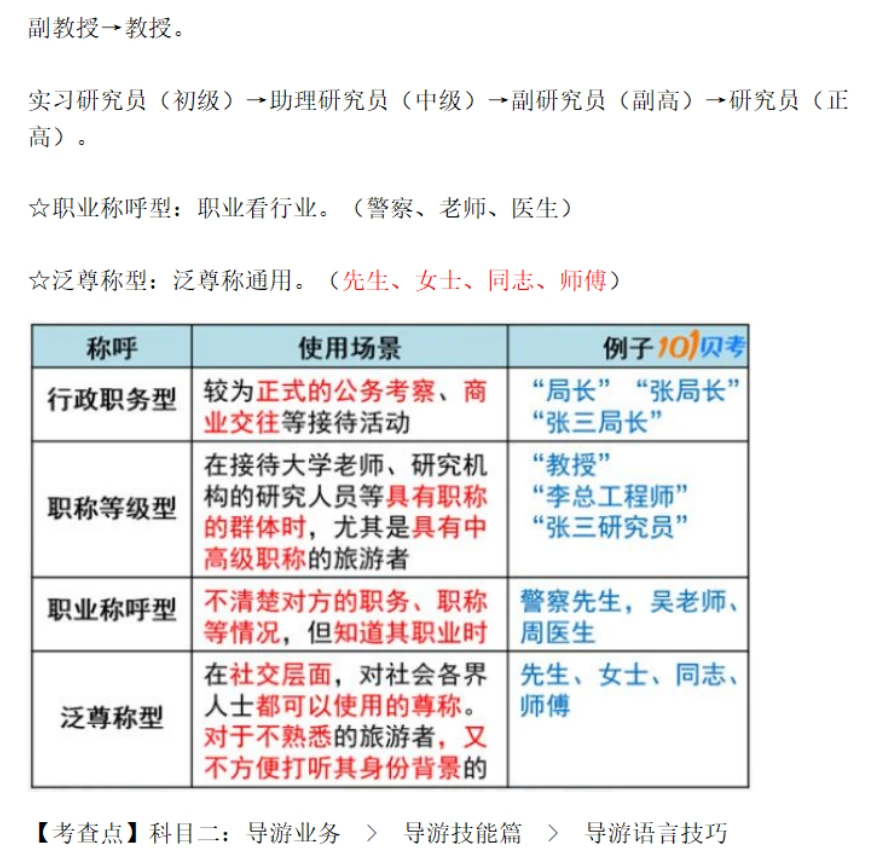 副教授→教授。
实习研究员（初级）→助理研究员（中级）→副研究员（副高）→研究员（正
高）。
☆职业称呼型：职业看行业。（警察、老师、医生）
☆泛尊称型：泛尊称通用。（先生、女士、同志、师傅）
称呼 使用场景 例子 101贝考
行政职务型
较为正式的公务考察、商
业交往等接待活动
“局长” “张局长”
“张三局长”
职称等级型
在接待大学老师、研究机
构的研究人员等具有职称
的群体时，尤其是具有中
高级职称的旅游者
“教授”
“李总工程师”
“张三研究员”
职业称呼型
不清楚对方的职务、职称
等情况，但知道其职业时
警察先生，吴老师、
周医生
泛尊称型
在社交层面，对社会各界
人士都可以使用的尊称。
对于不熟悉的旅游者，又
不方便打听其身份背景的
先生、女士、同志、
师傅
【考查点】科目二：导游业务 > 导游技能篇 > 导游语言技巧